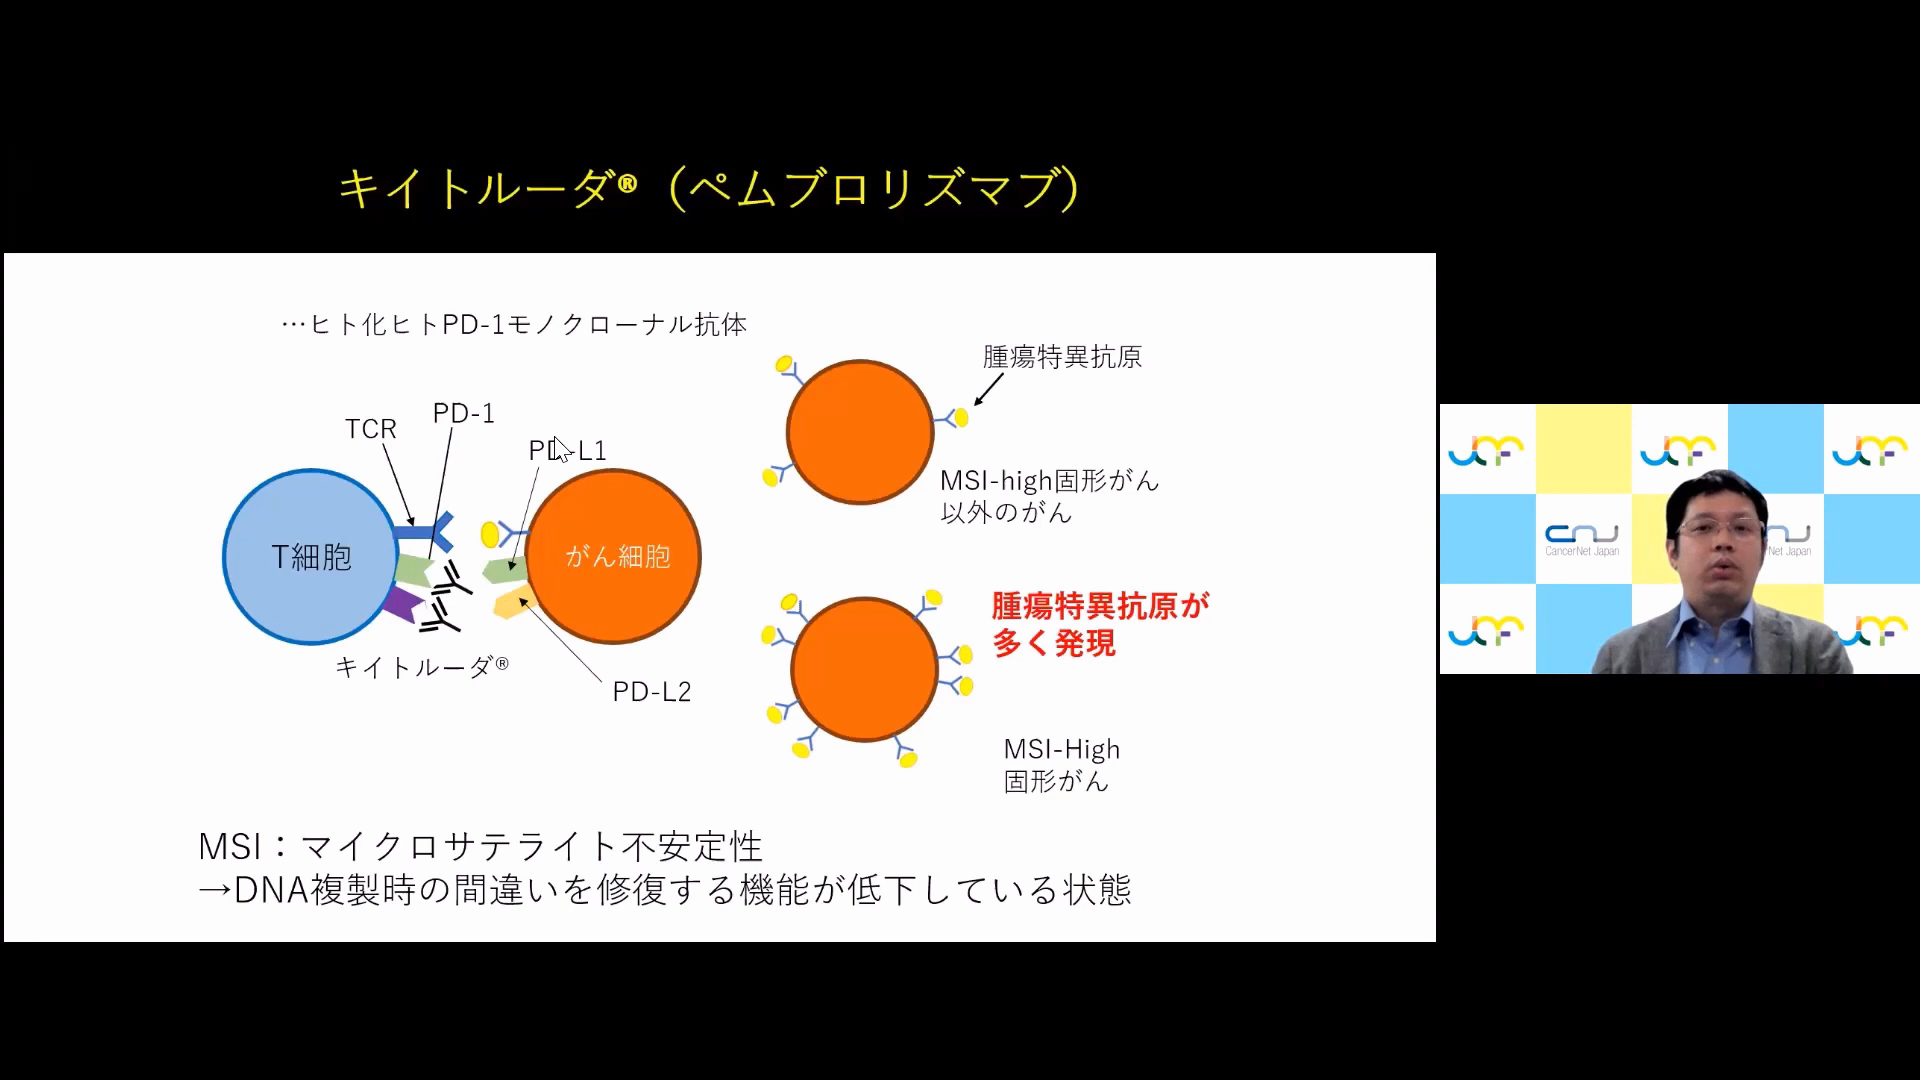 キイトルーダ®（ペムブロリズマブ）
…ヒト化ヒトPD-1モノクローナル抗体
TCR
PD-1
PD-L1
T細胞
がん細胞
キイトルーダ®
PD-L2
腫瘍特異抗原
MSI-high固形がん
以外のがん
腫瘍特異抗原が
多く発現
MSI-High
固形がん
MSI：マイクロサテライト不安定性
→DNA複製時の間違いを修復する機能が低下している状態
CancerNet Japan
Net Japan